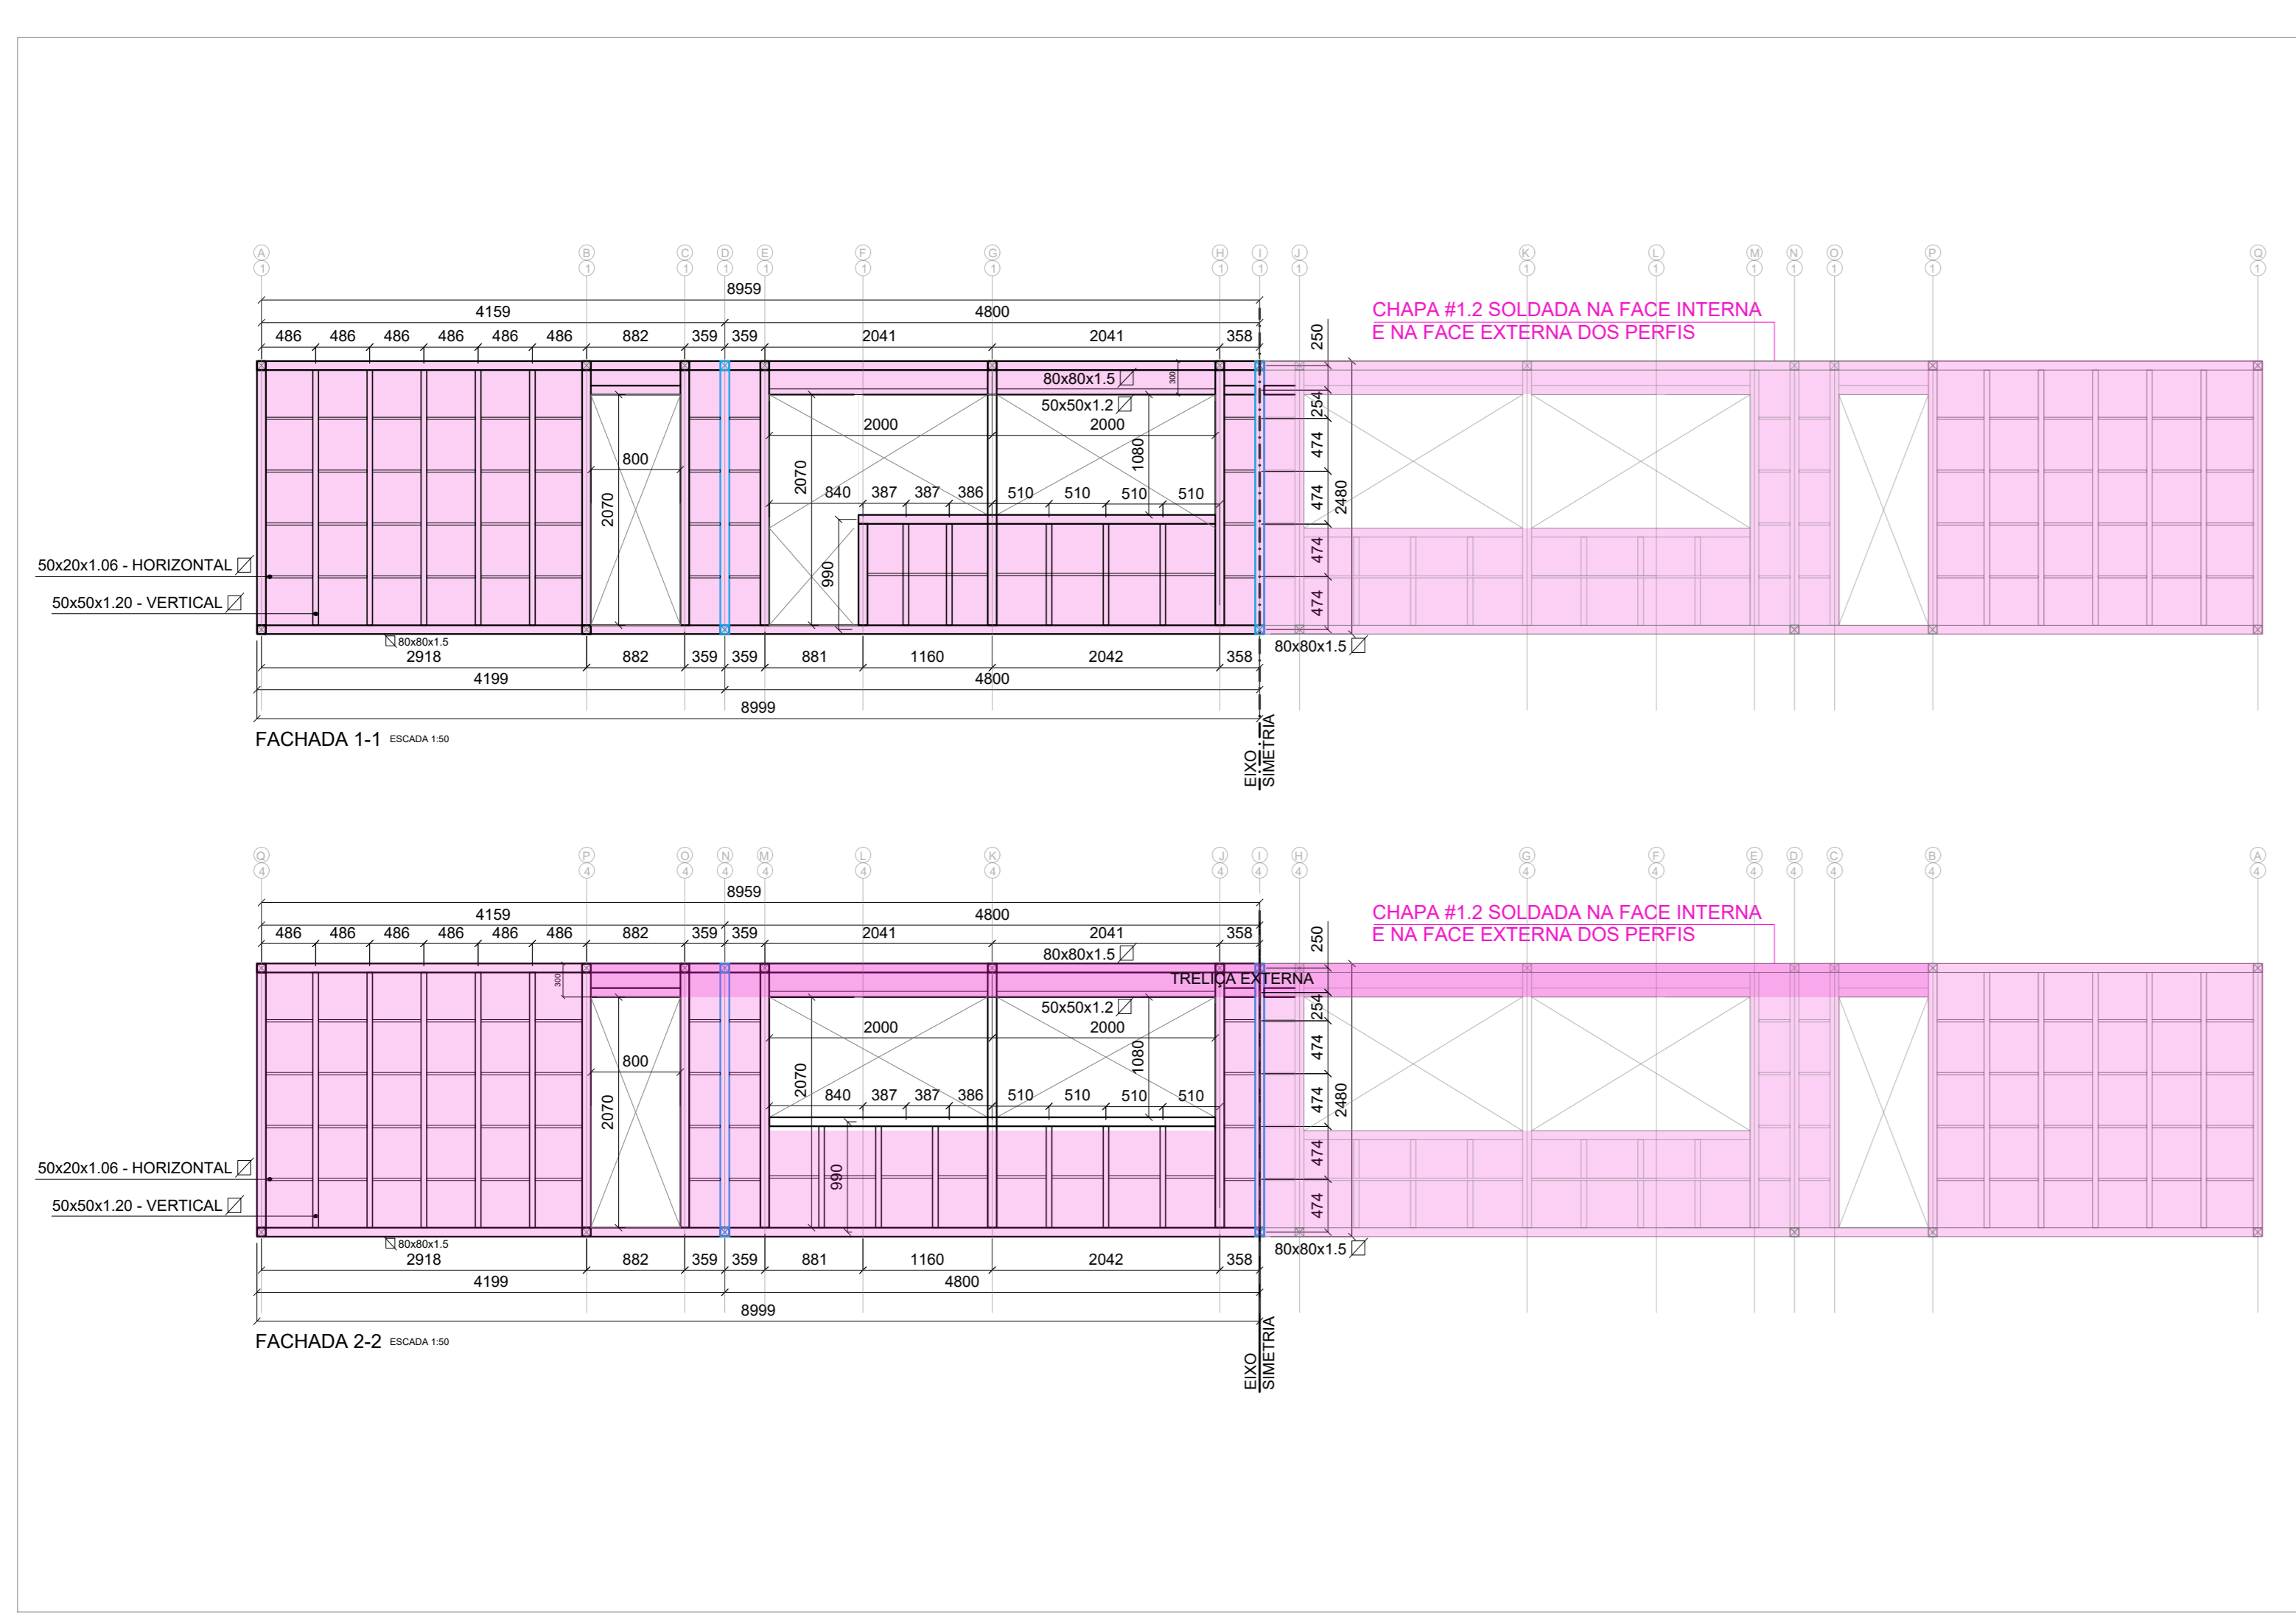 A B C D E F G H I J K L M N O P Q
1 1 1 1 1 1 1 1 1 1 1 1 1 1 1 1 1
8959
4159 4800
486 486 486 486 486 486 882 359 359 2041 2041 358
CHAPA #1.2 SOLDADA NA FACE INTERNA
E NA FACE EXTERNA DOS PERFIS
250
80x80x1.5
300
50x50x1.2
254
2000 2000
1080
474
800
2070
2070
840 387 387 386 510 510 510 510
474
2480
990
474
50x20x1.06 - HORIZONTAL
50x50x1.20 - VERTICAL
474
80x80x1.5
80x80x1.5
2918 882 359 359 881 1160 2042 358
4199 4800
8999
FACHADA 1-1 ESCADA 1:50
EIXO
SIMETRIA
Q P O N M L K J I H G F E D C B A
4 4 4 4 4 4 4 4 4 4 4 4 4 4 4 4 4
8959
4159 4800
486 486 486 486 486 486 882 359 359 2041 2041 358
CHAPA #1.2 SOLDADA NA FACE INTERNA
E NA FACE EXTERNA DOS PERFIS
250
80x80x1.5
300
TRELIÇA EXTERNA
50x50x1.2
254
2000 2000
1080
474
800
2070
2070
840 387 387 386 510 510 510 510
474
2480
990
474
50x20x1.06 - HORIZONTAL
50x50x1.20 - VERTICAL
474
80x80x1.5
80x80x1.5
2918 882 359 359 881 1160 2042 358
4199 4800
8999
FACHADA 2-2 ESCADA 1:50
EIXO
SIMETRIA